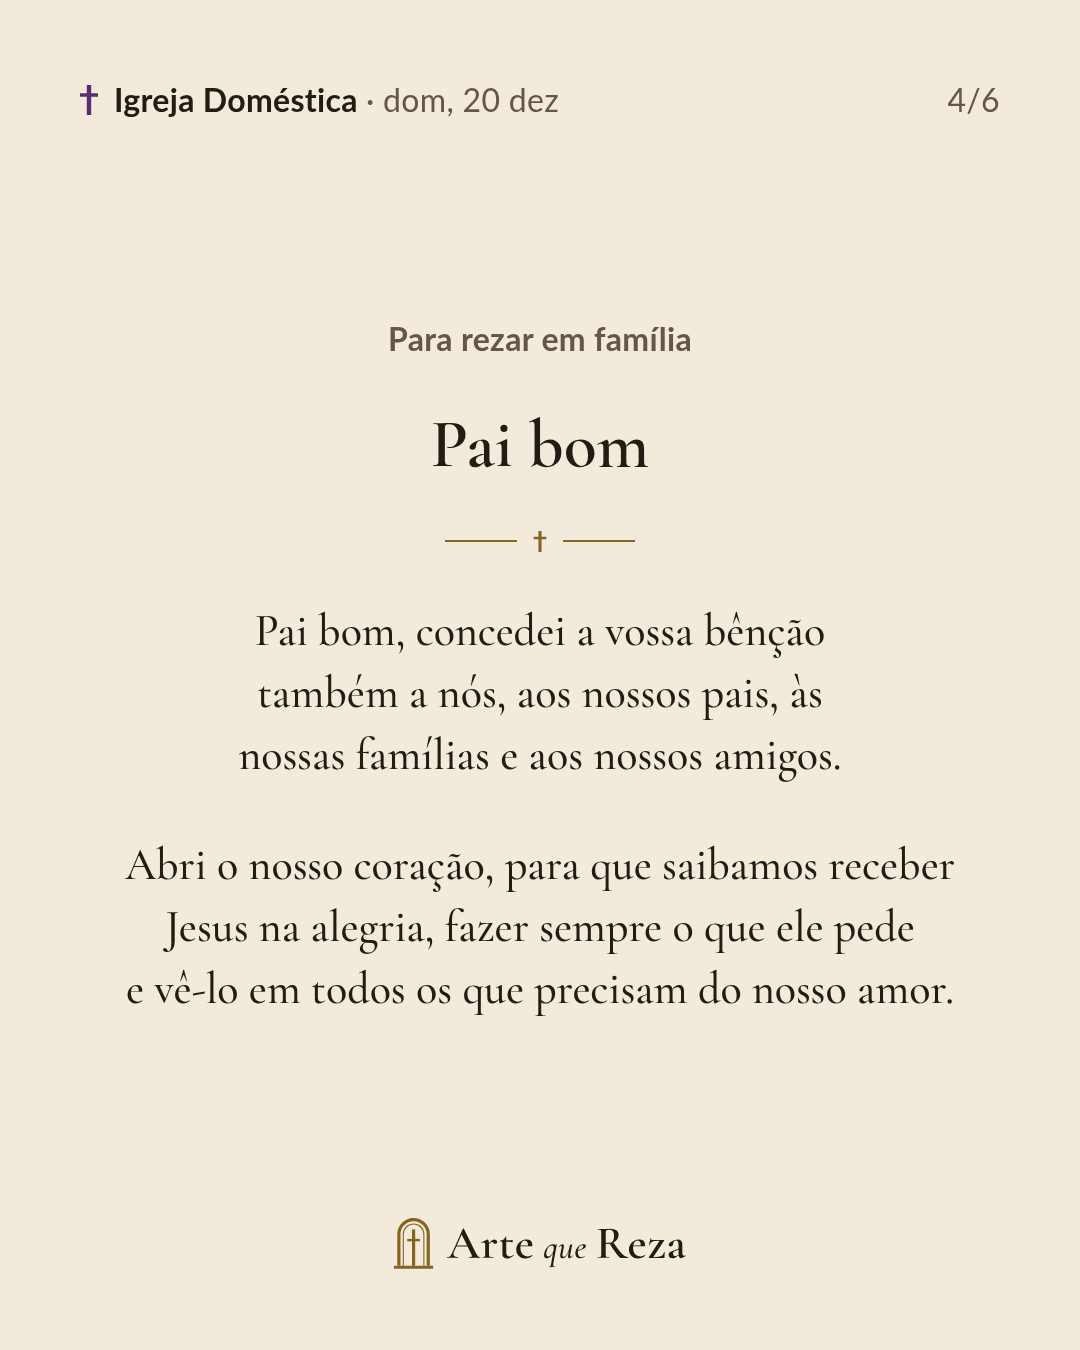 † Igreja Doméstica · dom, 20 dez 4/6
Para rezar em família
Pai bom
Pai bom, concedei a vossa bênção
também a nós, aos nossos pais, às
nossas famílias e aos nossos amigos.
Abri o nosso coração, para que saibamos receber
Jesus na alegria, fazer sempre o que ele pede
e vê-lo em todos os que precisam do nosso amor.
Arte que Reza